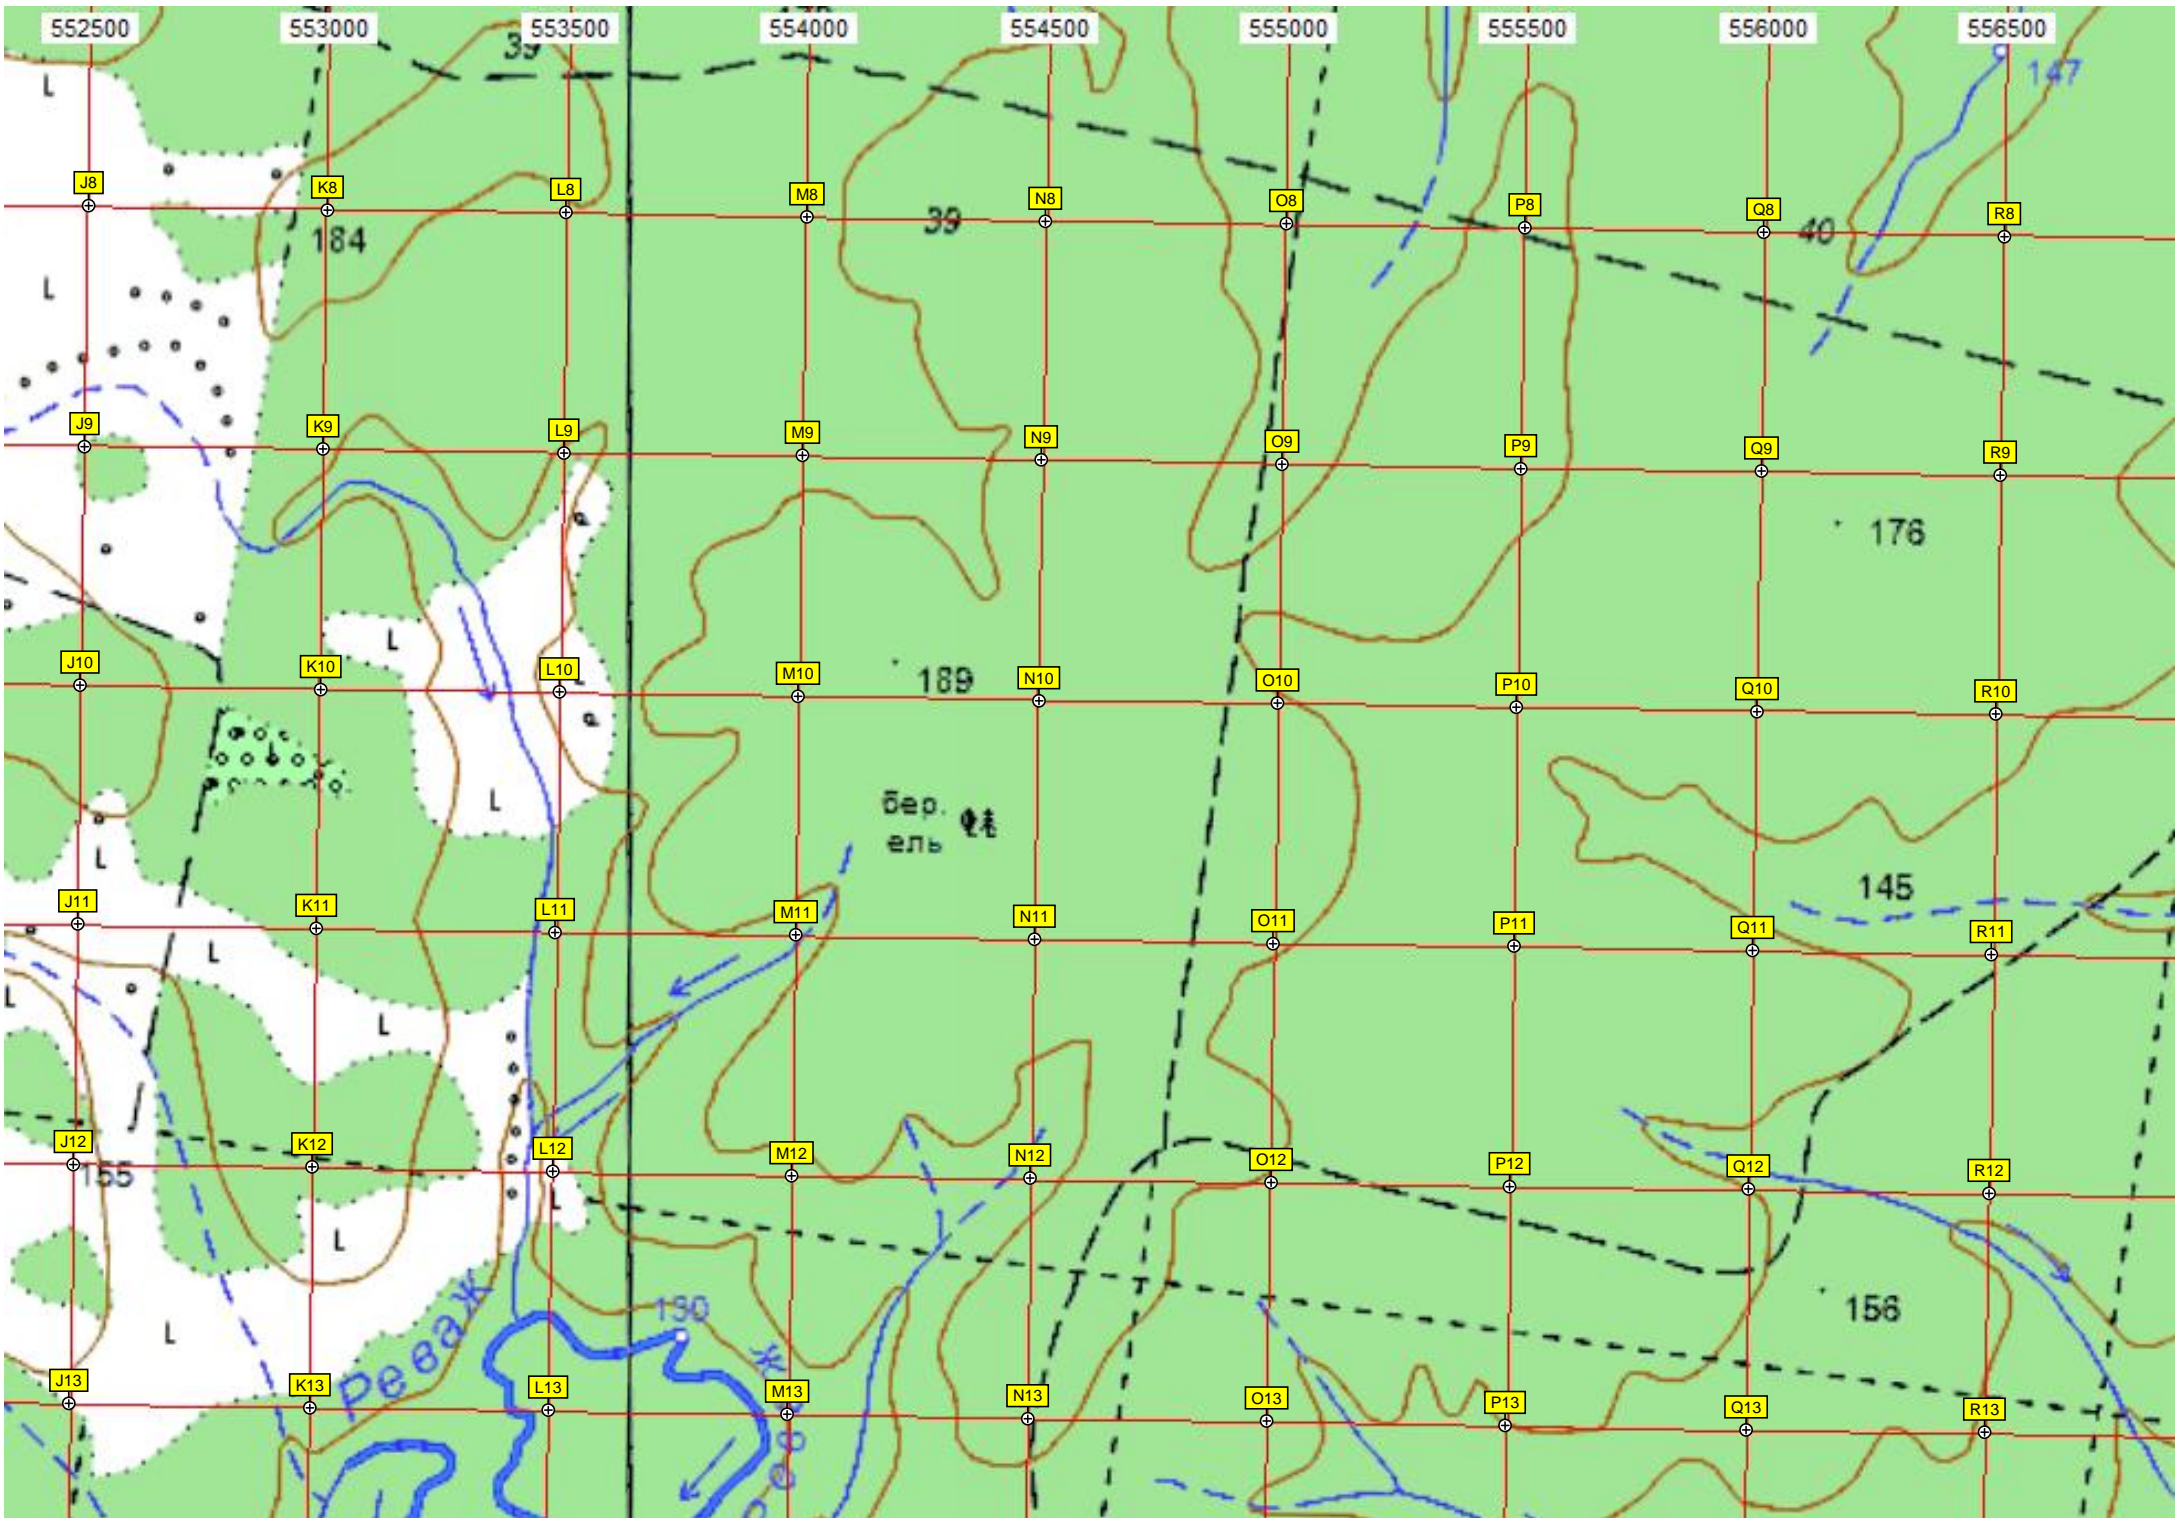 552500 553000 553500 554000 554500 555000 555500 556000 556500
39
147
L
J8 K8 L8 M8 N8 O8 P8 Q8 R8
184 39 40
L
J9 K9 L9 M9 N9 O9 P9 Q9 R9
176
L
J10 K10 L10 M10 N10 O10 P10 Q10 R10
189
L
бер.
ель
L
145
J11 K11 L11 M11 N11 O11 P11 Q11 R11
L
L
L
J12 K12 L12 M12 N12 O12 P12 Q12 R12
155
L
L
130
156
L
Реваж
J13 K13 L13 M13 N13 O13 P13 Q13 R13